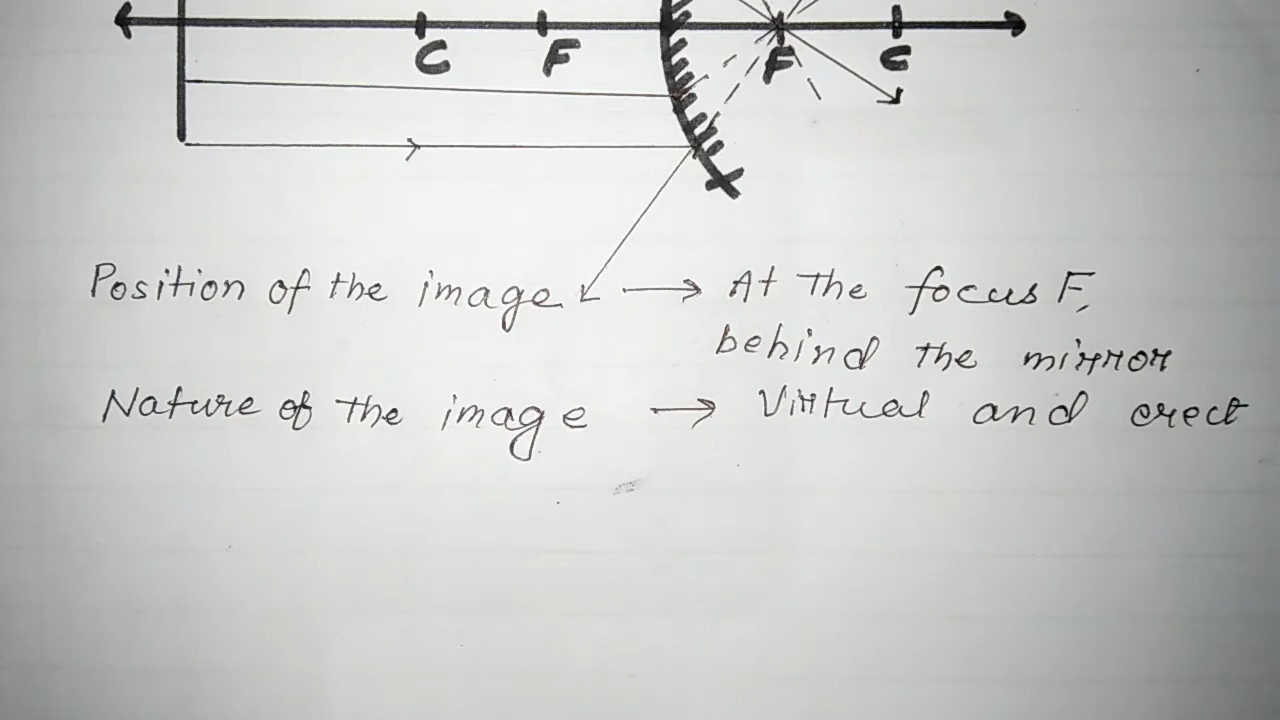 C F F C
Position of the image → At the focus F,
behind the mirror
Nature of the image → Virtual and erect